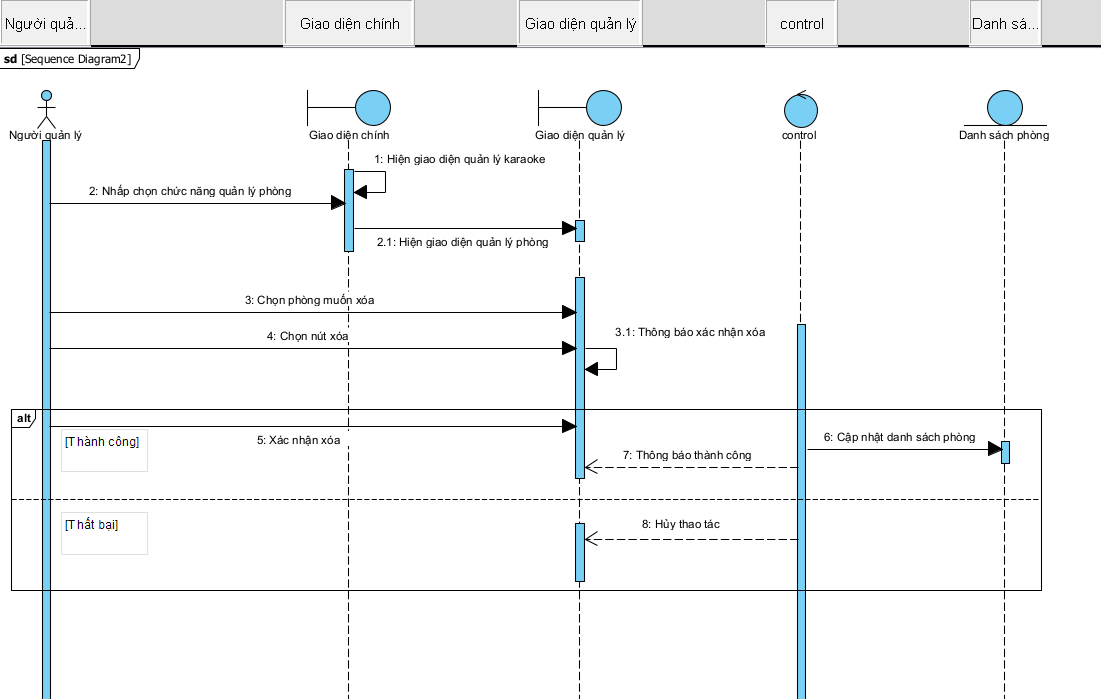 Người quả...
Giao diện chính
Giao diện quản lý
control
Danh sá...
sd [Sequence Diagram2]
Người quản lý
Giao diện chính
Giao diện quản lý
control
Danh sách phòng
1: Hiện giao diện quản lý karaoke
2: Nhấp chọn chức năng quản lý phòng
2.1: Hiện giao diện quản lý phòng
3: Chọn phòng muốn xóa
4: Chọn nút xóa
3.1: Thông báo xác nhận xóa
alt
[Thành công]
5: Xác nhận xóa
6: Cập nhật danh sách phòng
7: Thông báo thành công
[Thất bại]
8: Hủy thao tác